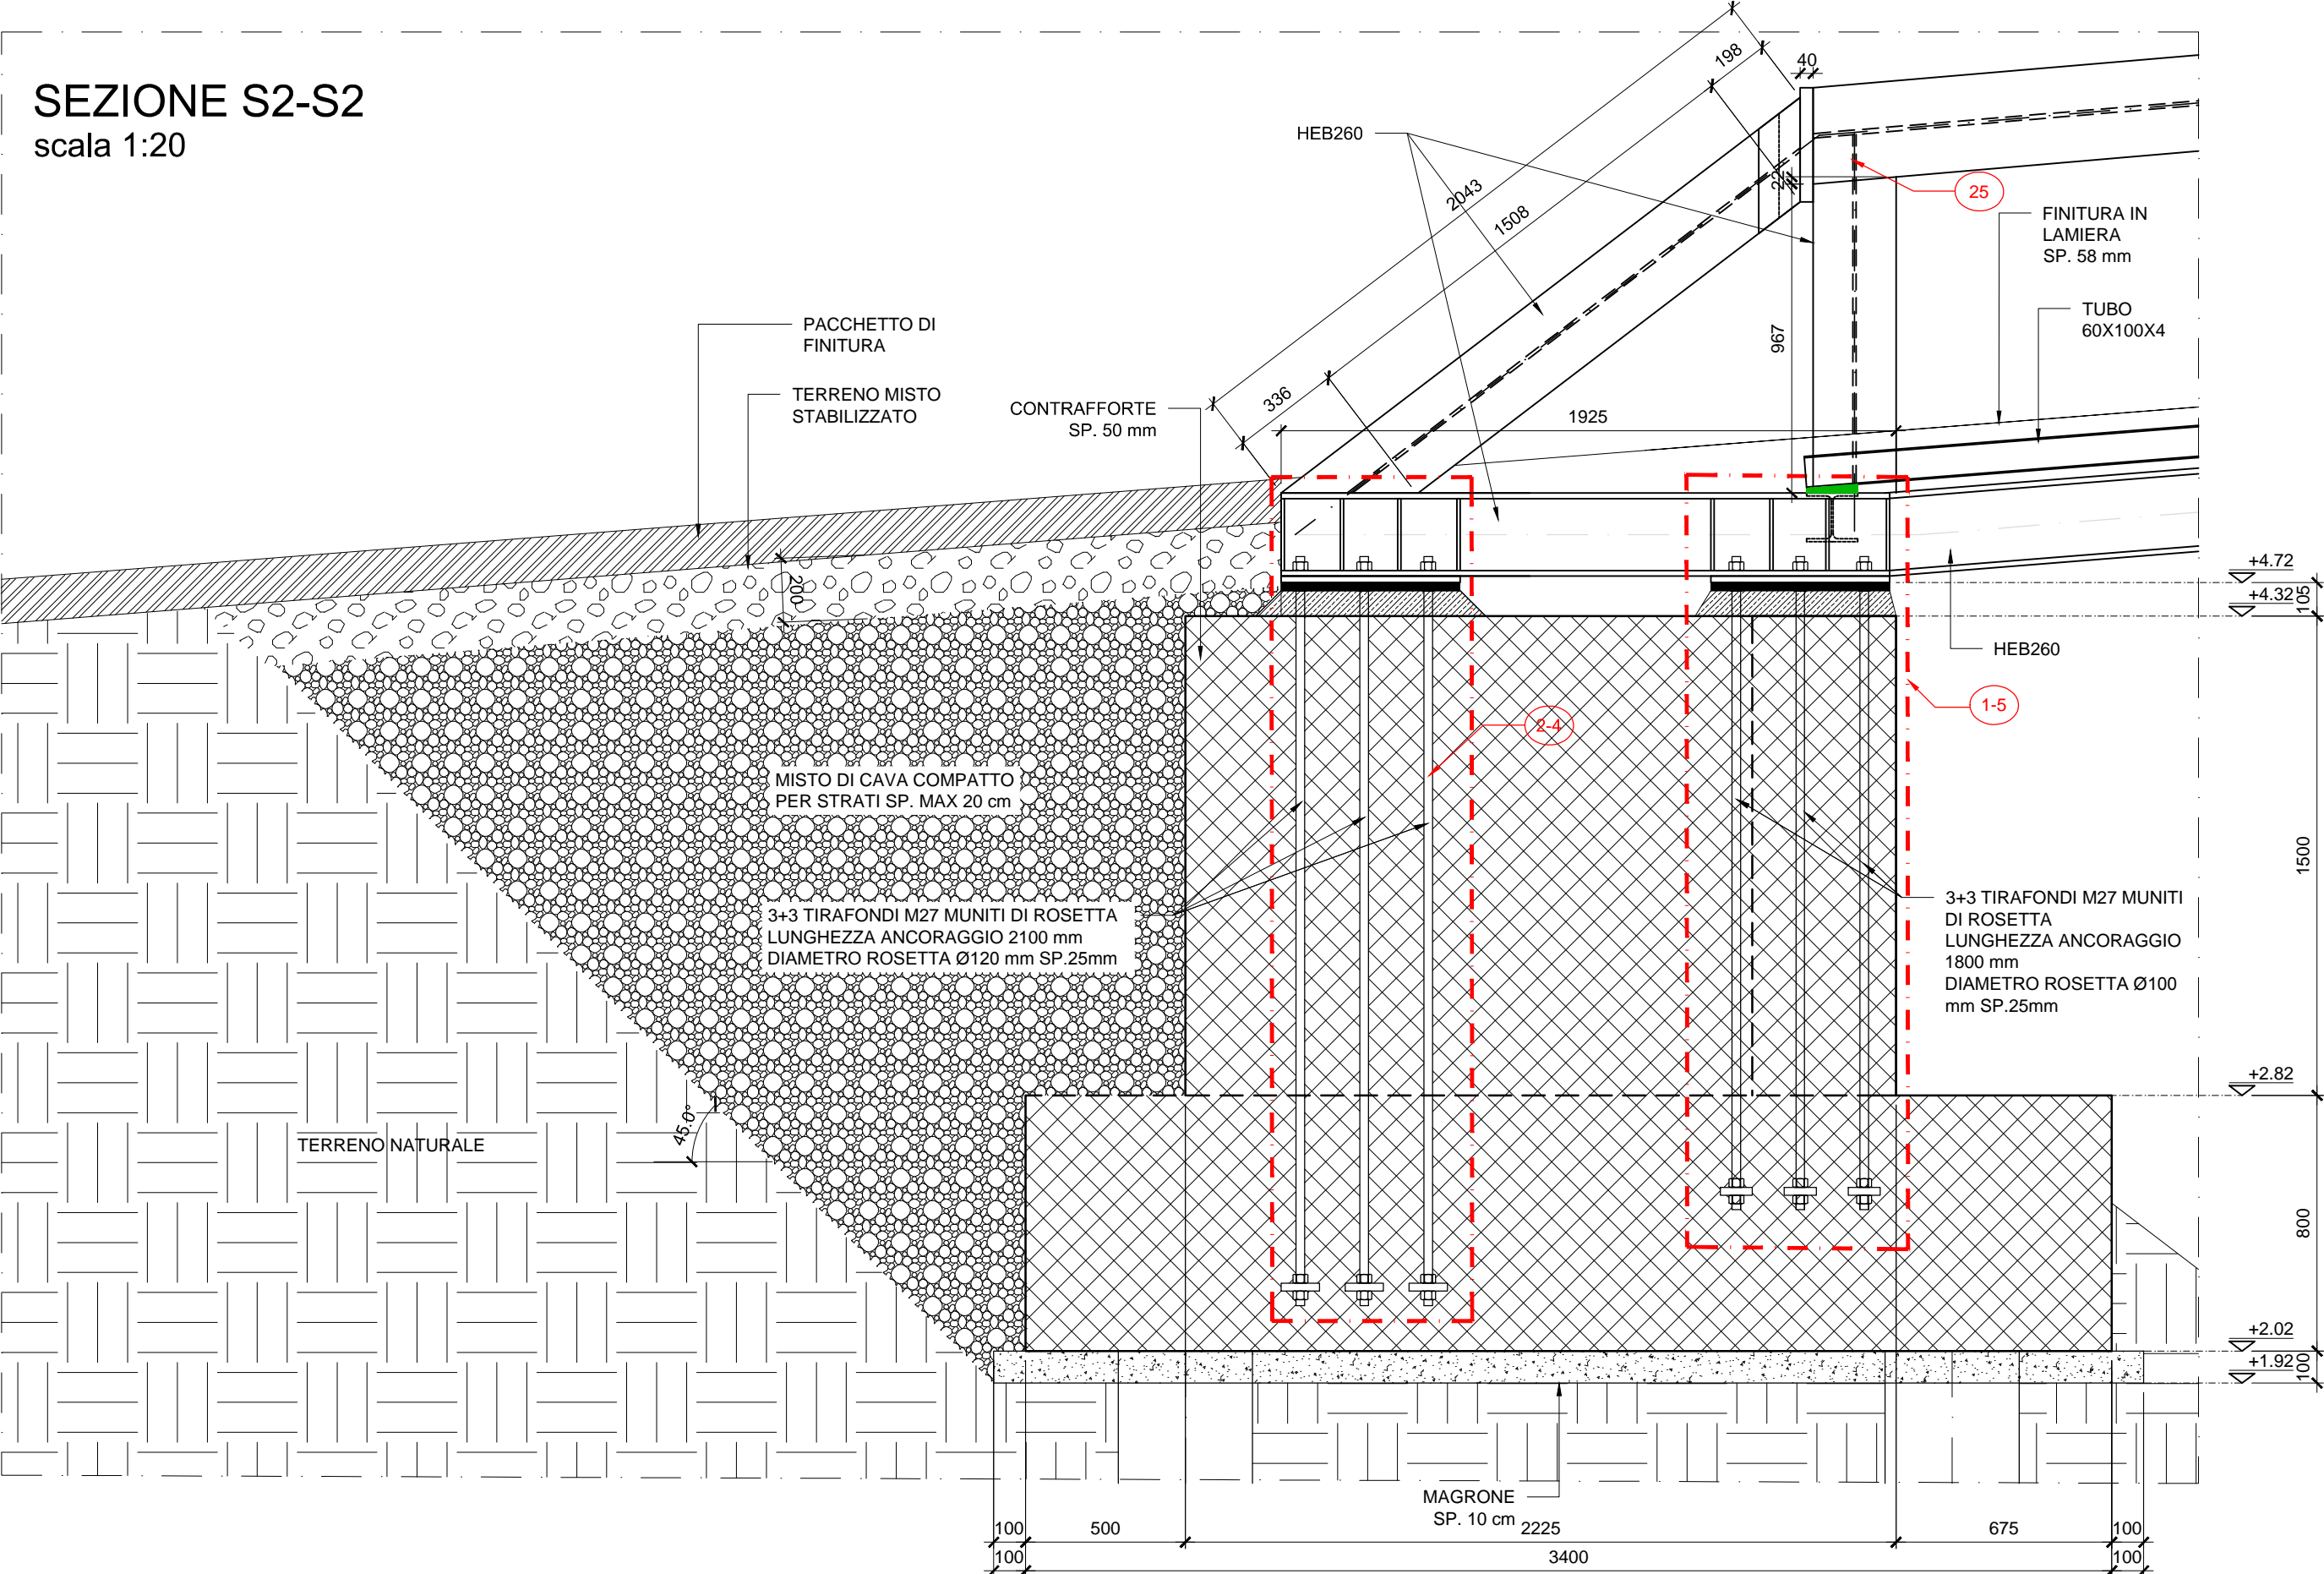 SEZIONE S2-S2
scala 1:20
198
40
HEB260
2043
1508
22
25
FINITURA IN
LAMIERA
SP. 58 mm
TUBO
60X100X4
PACCHETTO DI
FINITURA
967
TERRENO MISTO
STABILIZZATO
336
CONTRAFFORTE
SP. 50 mm
1925
200
+4.72
+4.32
105
HEB260
1-5
2-4
MISTO DI CAVA COMPATTO
PER STRATI SP. MAX 20 cm
1500
3+3 TIRAFONDI M27 MUNITI DI ROSETTA
LUNGHEZZA ANCORAGGIO 2100 mm
DIAMETRO ROSETTA Ø120 mm SP.25mm
3+3 TIRAFONDI M27 MUNITI
DI ROSETTA
LUNGHEZZA ANCORAGGIO
1800 mm
DIAMETRO ROSETTA Ø100
mm SP.25mm
+2.82
45.0°
TERRENO NATURALE
800
+2.02
+1.92
100
MAGRONE
SP. 10 cm
100
500
2225
675
100
100
3400
100